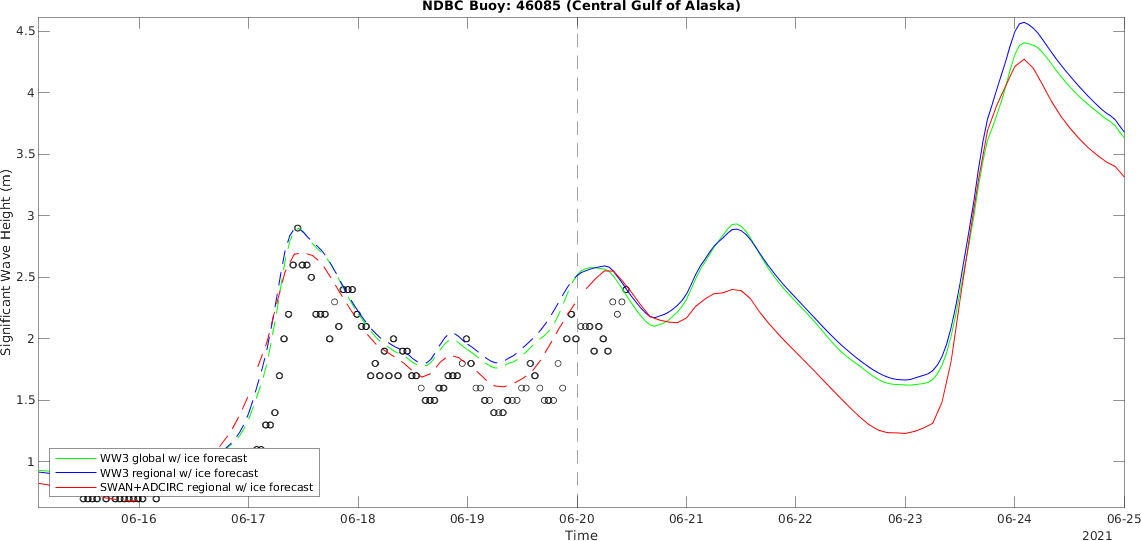 NDBC Buoy: 46085 (Central Gulf of Alaska)
4.5
4
3.5
3
2.5
2
1.5
1
Significant Wave Height (m)
WW3 global w/ ice forecast
WW3 regional w/ ice forecast
SWAN+ADCIRC regional w/ ice forecast
06-16 06-17 06-18 06-19 06-20 06-21 06-22 06-23 06-24 06-25
Time
2021